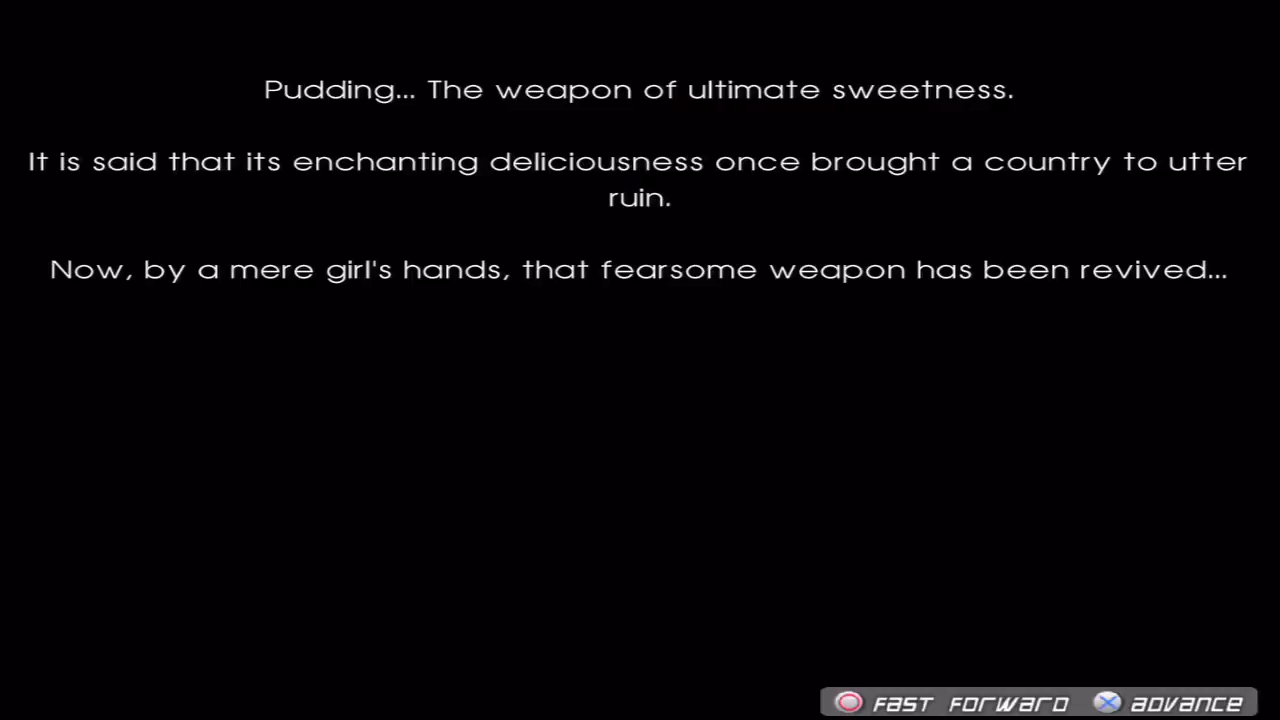 Pudding... The weapon of ultimate sweetness.
It is said that its enchanting deliciousness once brought a country to utter
ruin.
Now, by a mere girl's hands, that fearsome weapon has been revived...
FAST FORWARD ADVANCE